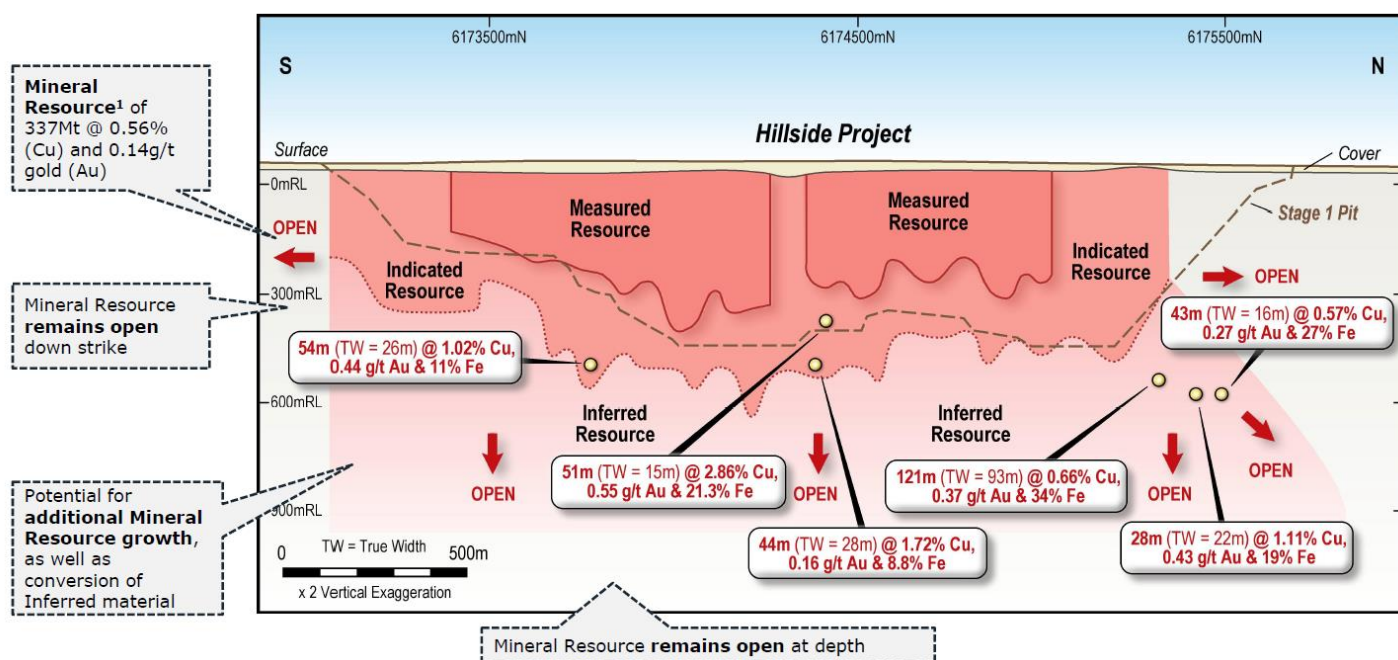 6173500mN
6174500mN
6175500mN
S
N
Mineral
Resource¹ of
337Mt @ 0.56%
(Cu) and 0.14g/t
gold (Au)
Hillside Project
Surface
Cover
0mRL
Measured
Resource
Measured
Resource
Stage 1 Pit
OPEN
Indicated
Resource
Indicated
Resource
OPEN
300mRL
Mineral Resource
remains open
down strike
43m (TW = 16m) @ 0.57% Cu,
0.27 g/t Au & 27% Fe
54m (TW = 26m) @ 1.02% Cu,
0.44 g/t Au & 11% Fe
600mRL
Inferred
Resource
Inferred
Resource
51m (TW = 15m) @ 2.86% Cu,
0.55 g/t Au & 21.3% Fe
121m (TW = 93m) @ 0.66% Cu,
0.37 g/t Au & 34% Fe
OPEN
OPEN
OPEN
OPEN
Potential for
additional Mineral
Resource growth,
as well as
conversion of
Inferred material
900mRL
44m (TW = 28m) @ 1.72% Cu,
0.16 g/t Au & 8.8% Fe
28m (TW = 22m) @ 1.11% Cu,
0.43 g/t Au & 19% Fe
0 TW = True Width 500m
x 2 Vertical Exaggeration
Mineral Resource remains open at depth